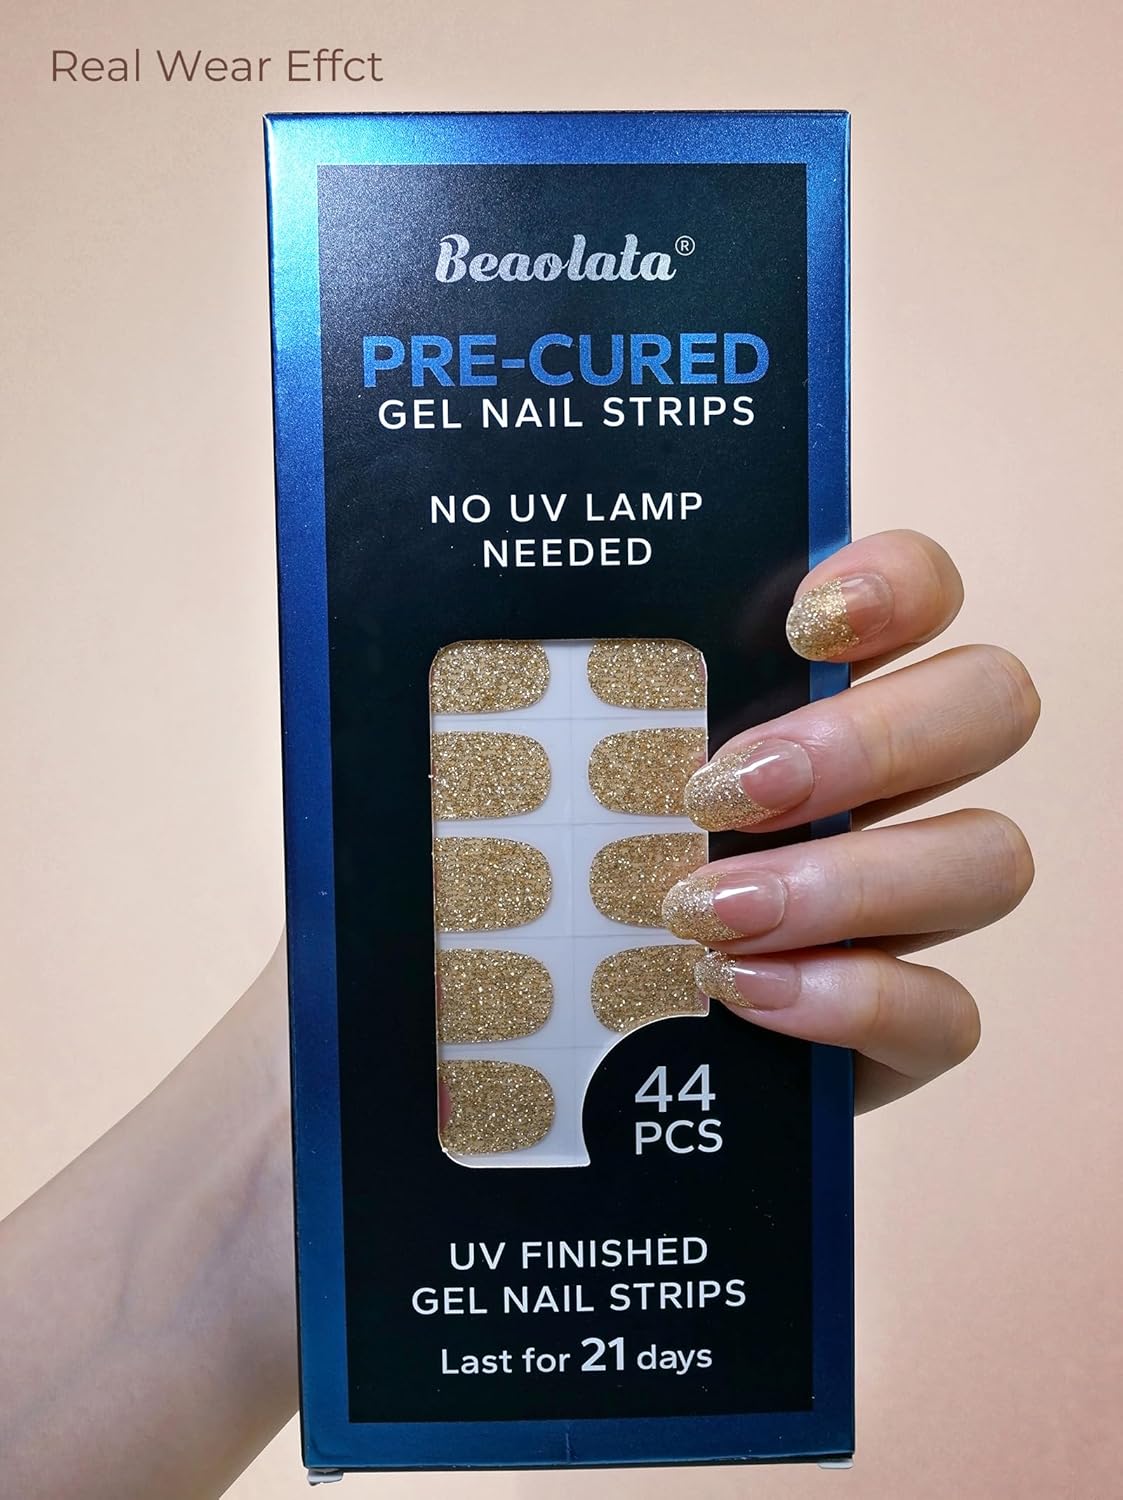 Real Wear Effct
Beaolata®
PRE-CURED
GEL NAIL STRIPS
NO UV LAMP
NEEDED
44
PCS
UV FINISHED
GEL NAIL STRIPS
Last for 21 days